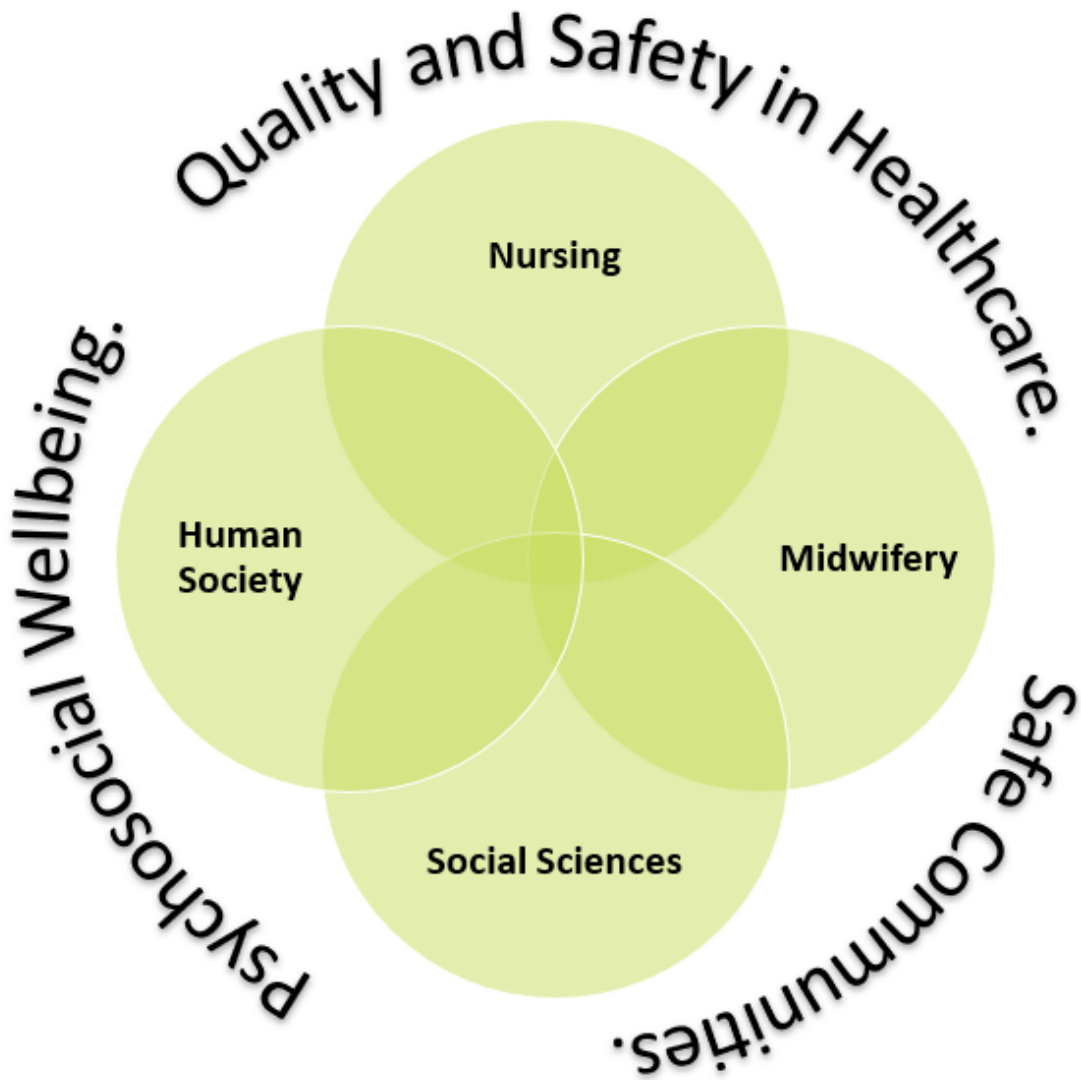 Quality and Safety in Healthcare.
Nursing
Human
Society
Midwifery
Social Sciences
Safe Communities.
Psychosocial Wellbeing.